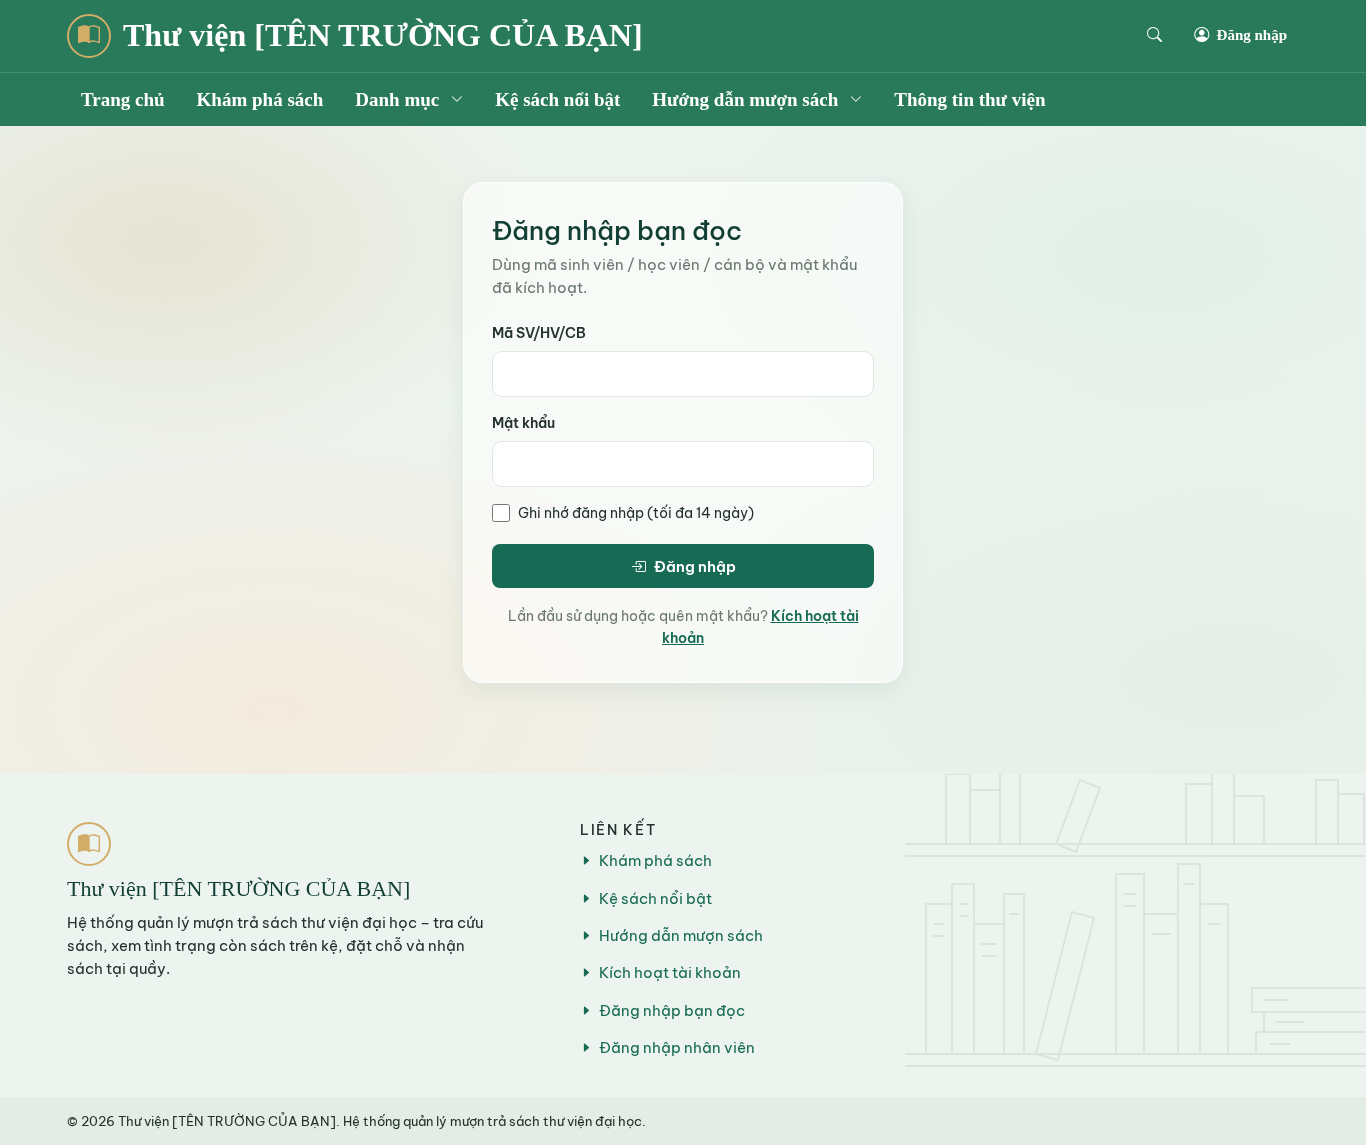 Thư viện [TÊN TRƯỜNG CỦA BẠN]
Đăng nhập
Trang chủ
Khám phá sách
Danh mục
Kệ sách nổi bật
Hướng dẫn mượn sách
Thông tin thư viện
Đăng nhập bạn đọc
Dùng mã sinh viên / học viên / cán bộ và mật khẩu
đã kích hoạt.
Mã SV/HV/CB
Mật khẩu
Ghi nhớ đăng nhập (tối đa 14 ngày)
Đăng nhập
Lần đầu sử dụng hoặc quên mật khẩu? Kích hoạt tài
khoản
Thư viện [TÊN TRƯỜNG CỦA BẠN]
Hệ thống quản lý mượn trả sách thư viện đại học – tra cứu
sách, xem tình trạng còn sách trên kệ, đặt chỗ và nhận
sách tại quầy.
LIÊN KẾT
Khám phá sách
Kệ sách nổi bật
Hướng dẫn mượn sách
Kích hoạt tài khoản
Đăng nhập bạn đọc
Đăng nhập nhân viên
© 2026 Thư viện [TÊN TRƯỜNG CỦA BẠN]. Hệ thống quản lý mượn trả sách thư viện đại học.